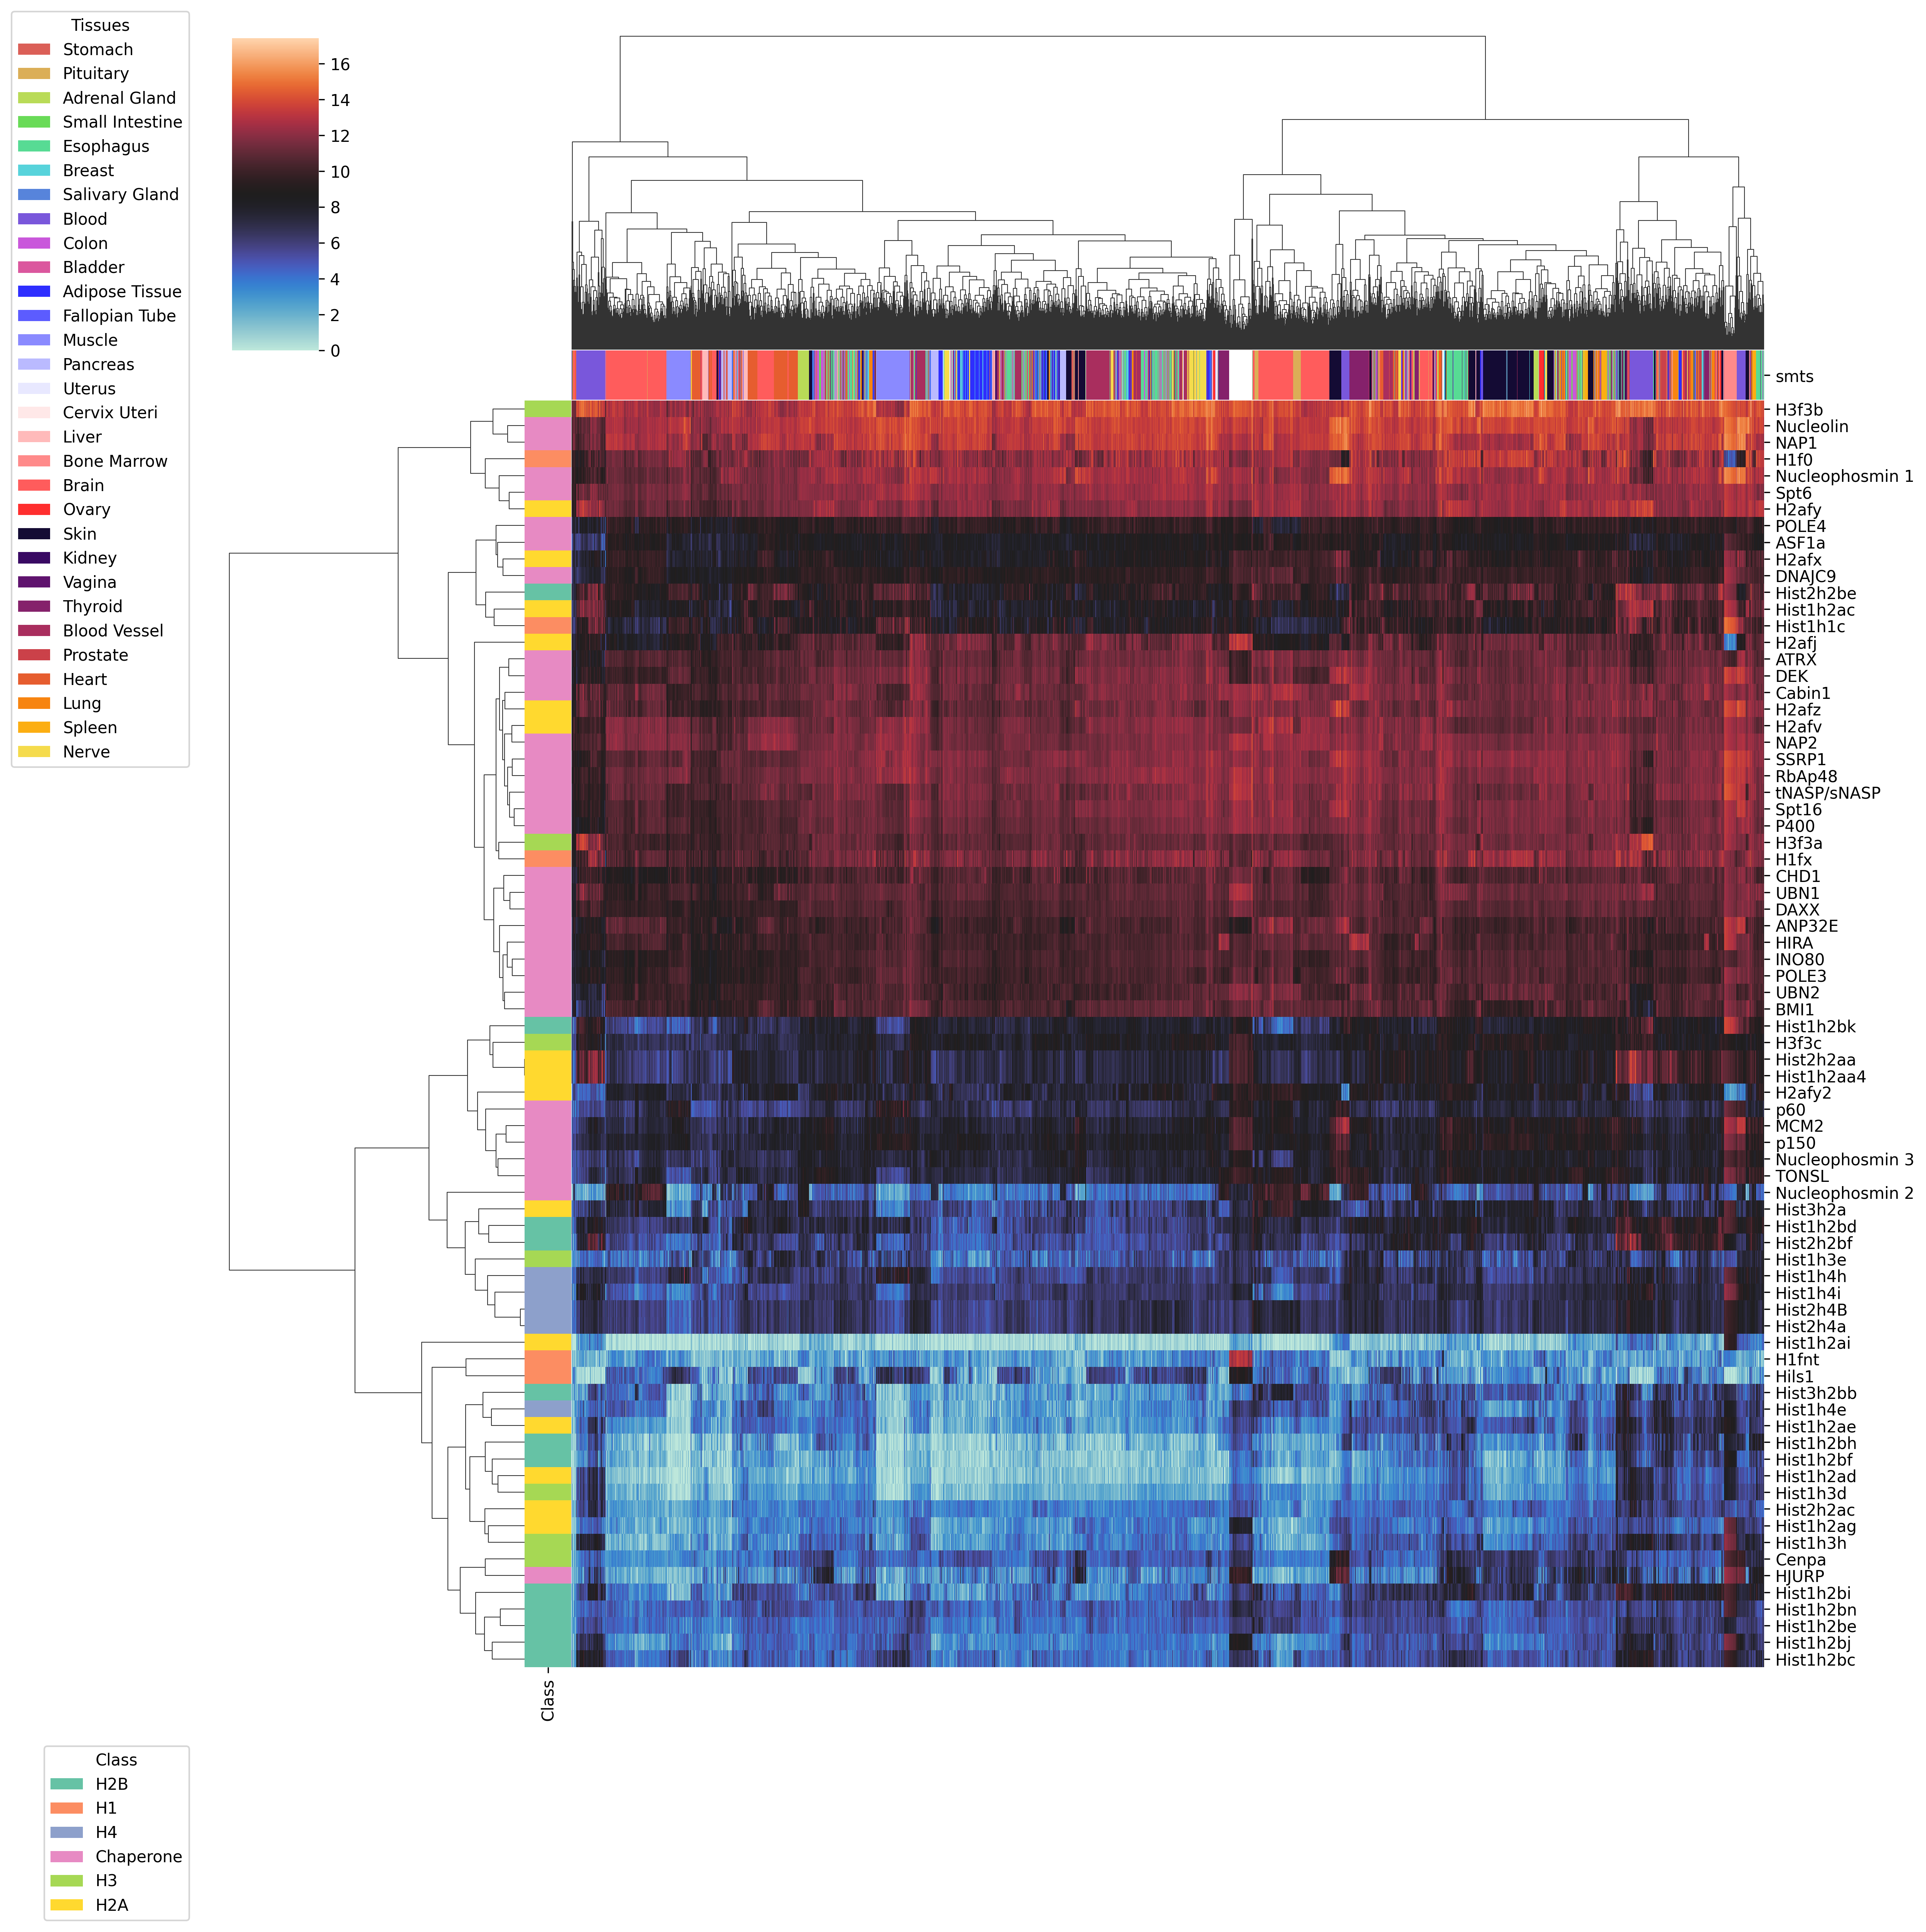 Tissues
Stomach
Pituitary
Adrenal Gland
Small Intestine
Esophagus
Breast
Salivary Gland
Blood
Colon
Bladder
Adipose Tissue
Fallopian Tube
Muscle
Pancreas
Uterus
Cervix Uteri
Liver
Bone Marrow
Brain
Ovary
Skin
Kidney
Vagina
Thyroid
Blood Vessel
Prostate
Heart
Lung
Spleen
Nerve
16
14
12
10
8
6
4
2
0
smts
H3f3b
Nucleolin
NAP1
H1f0
Nucleophosmin 1
Spt6
H2afy
POLE4
ASF1a
H2afx
DNAJC9
Hist2h2be
Hist1h2ac
Hist1h1c
H2afj
ATRX
DEK
Cabin1
H2afz
H2afv
NAP2
SSRP1
RbAp48
tNASP/sNASP
Spt16
P400
H3f3a
H1fx
CHD1
UBN1
DAXX
ANP32E
HIRA
INO80
POLE3
UBN2
BMI1
Hist1h2bk
H3f3c
Hist2h2aa
Hist1h2aa4
H2afy2
p60
MCM2
p150
Nucleophosmin 3
TONSL
Nucleophosmin 2
Hist3h2a
Hist1h2bd
Hist2h2bf
Hist1h3e
Hist1h4h
Hist1h4i
Hist2h4B
Hist2h4a
Hist1h2ai
H1fnt
Hils1
Hist3h2bb
Hist1h4e
Hist1h2ae
Hist1h2bh
Hist1h2bf
Hist1h2ad
Hist1h3d
Hist2h2ac
Hist1h2ag
Hist1h3h
Cenpa
HJURP
Hist1h2bi
Hist1h2bn
Hist1h2be
Hist1h2bj
Hist1h2bc
Class
Class
H2B
H1
H4
Chaperone
H3
H2A